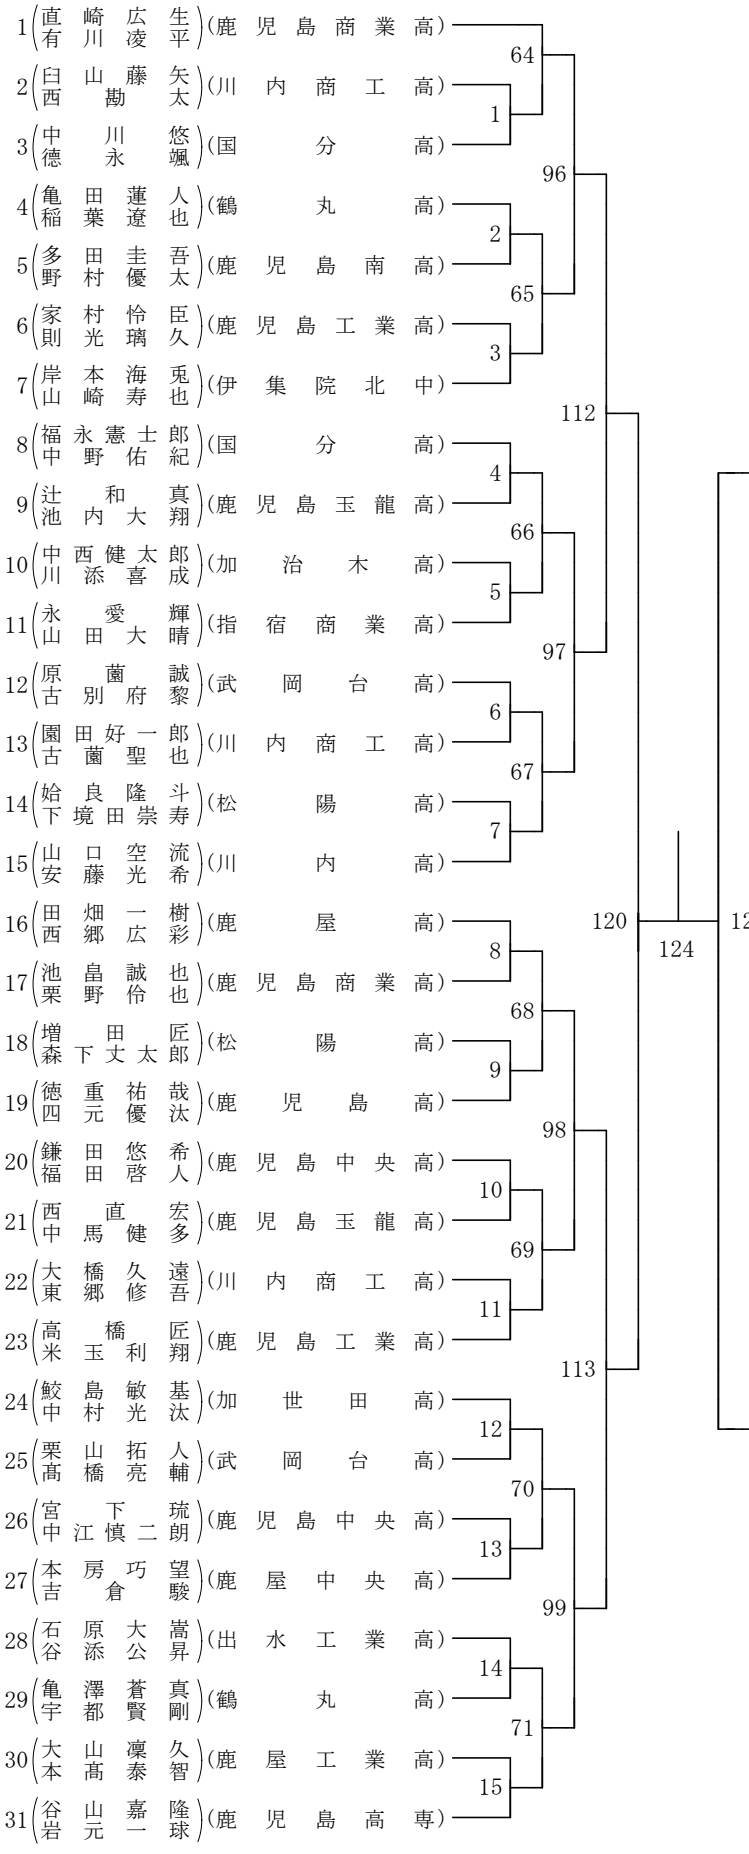 1 直崎広生 有川凌平 (鹿児島商業高)
64
2 臼山藤矢 西勘太 (川内商工高)
1
3 中川悠 德永颯 (国分高)
96
4 亀田蓮人 稲葉遼也 (鶴丸高)
2
5 多田圭吾 野村優太 (鹿児島南高)
65
6 家村怜臣 則光璃久 (鹿児島工業高)
3
7 岸本海兎 山崎寿也 (伊集院北中)
112
8 福永憲士郎 中野佑紀 (国分高)
4
9 辻和真 池内大翔 (鹿児島玉龍高)
66
10 中西健太郎 川添喜成 (加治木高)
5
11 永愛輝 山田大晴 (指宿商業高)
97
12 原薗誠 古別府黎 (武岡台高)
6
13 園田好一郎 古薗聖也 (川内商工高)
67
14 始良隆斗 下境田崇寿 (松陽高)
7
15 山口空流 安藤光希 (川内高)
16 田畑一樹 西郷広彩 (鹿屋高)
120
12
8
124
17 池畠誠也 栗野伶也 (鹿児島商業高)
68
18 増田匠 森下丈太郎 (松陽高)
9
19 徳重祐哉 四元優汰 (鹿児島高)
98
20 鎌田悠希 福田啓人 (鹿児島中央高)
10
21 西直宏 中馬健多 (鹿児島玉龍高)
69
22 大橋久遠 東郷修吾 (川内商工高)
11
23 高橋匠 米玉利翔 (鹿児島工業高)
113
24 鮫島敏基 中村光汰 (加世田高)
12
25 栗山拓人 髙橋亮輔 (武岡台高)
70
26 宮下琉 中江慎二朗 (鹿児島中央高)
13
27 本房巧望 吉倉駿 (鹿屋中央高)
99
28 石原大嵩 谷添公昇 (出水工業高)
14
29 亀澤蒼真 宇都賢剛 (鶴丸高)
71
30 大山凜久 本髙泰智 (鹿屋工業高)
15
31 谷山嘉隆 岩元一球 (鹿児島高専)